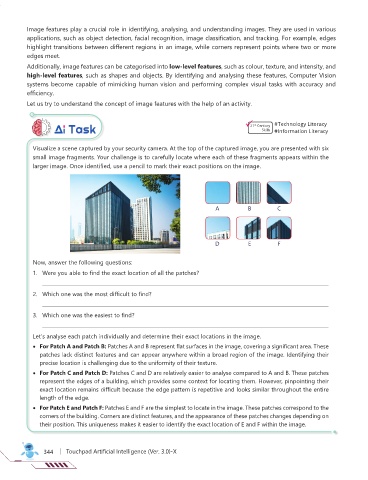 Image features play a crucial role in identifying, analysing, and understanding images. They are used in various
applications, such as object detection, facial recognition, image classification, and tracking. For example, edges
highlight transitions between different regions in an image, while corners represent points where two or more
edges meet.
Additionally, image features can be categorised into low-level features, such as colour, texture, and intensity, and
high-level features, such as shapes and objects. By identifying and analysing these features, Computer Vision
systems become capable of mimicking human vision and performing complex visual tasks with accuracy and
efficiency.
Let us try to understand the concept of image features with the help of an activity.
Ai Task
21st Century Skills
#Technology Literacy
#Information Literacy
Visualize a scene captured by your security camera. At the top of the captured image, you are presented with six
small image fragments. Your challenge is to carefully locate where each of these fragments appears within the
larger image. Once identified, use a pencil to mark their exact positions on the image.
A B C
D E F
Now, answer the following questions:
1. Were you able to find the exact location of all the patches?
2. Which one was the most difficult to find?
3. Which one was the easiest to find?
Let's analyse each patch individually and determine their exact locations in the image.
• For Patch A and Patch B: Patches A and B represent flat surfaces in the image, covering a significant area. These
patches lack distinct features and can appear anywhere within a broad region of the image. Identifying their
precise location is challenging due to the uniformity of their texture.
• For Patch C and Patch D: Patches C and D are relatively easier to analyse compared to A and B. These patches
represent the edges of a building, which provides some context for locating them. However, pinpointing their
exact location remains difficult because the edge pattern is repetitive and looks similar throughout the entire
length of the edge.
• For Patch E and Patch F: Patches E and F are the simplest to locate in the image. These patches correspond to the
corners of the building. Corners are distinct features, and the appearance of these patches changes depending on
their position. This uniqueness makes it easier to identify the exact location of E and F within the image.
344 | Touchpad Artificial Intelligence (Ver. 3.0)-X